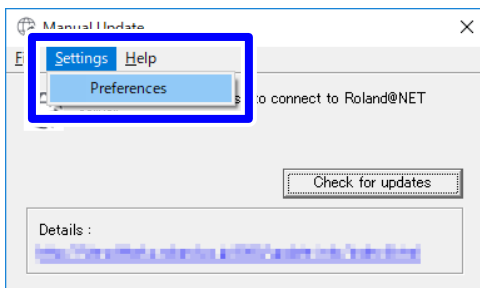 Manual Update
Settings Help
Preferences
to connect to Roland@NET
Check for updates
Details :